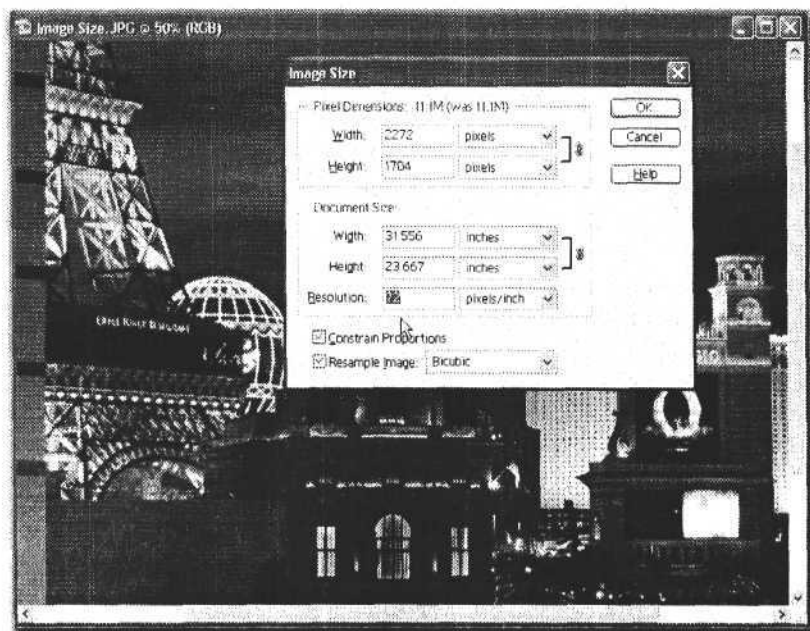 Image Size.JPG @ 50% (RGB)
Image Size
Pixel Dimensions: 11.1M (was 11.1M)
OK
Width: 2272 pixels
Cancel
Height: 1704 pixels
Help
Document Size:
Width: 31.556 inches
Height: 23.667 inches
Resolution: 72 pixels/inch
Constrain Proportions
Resample Image: Bicubic